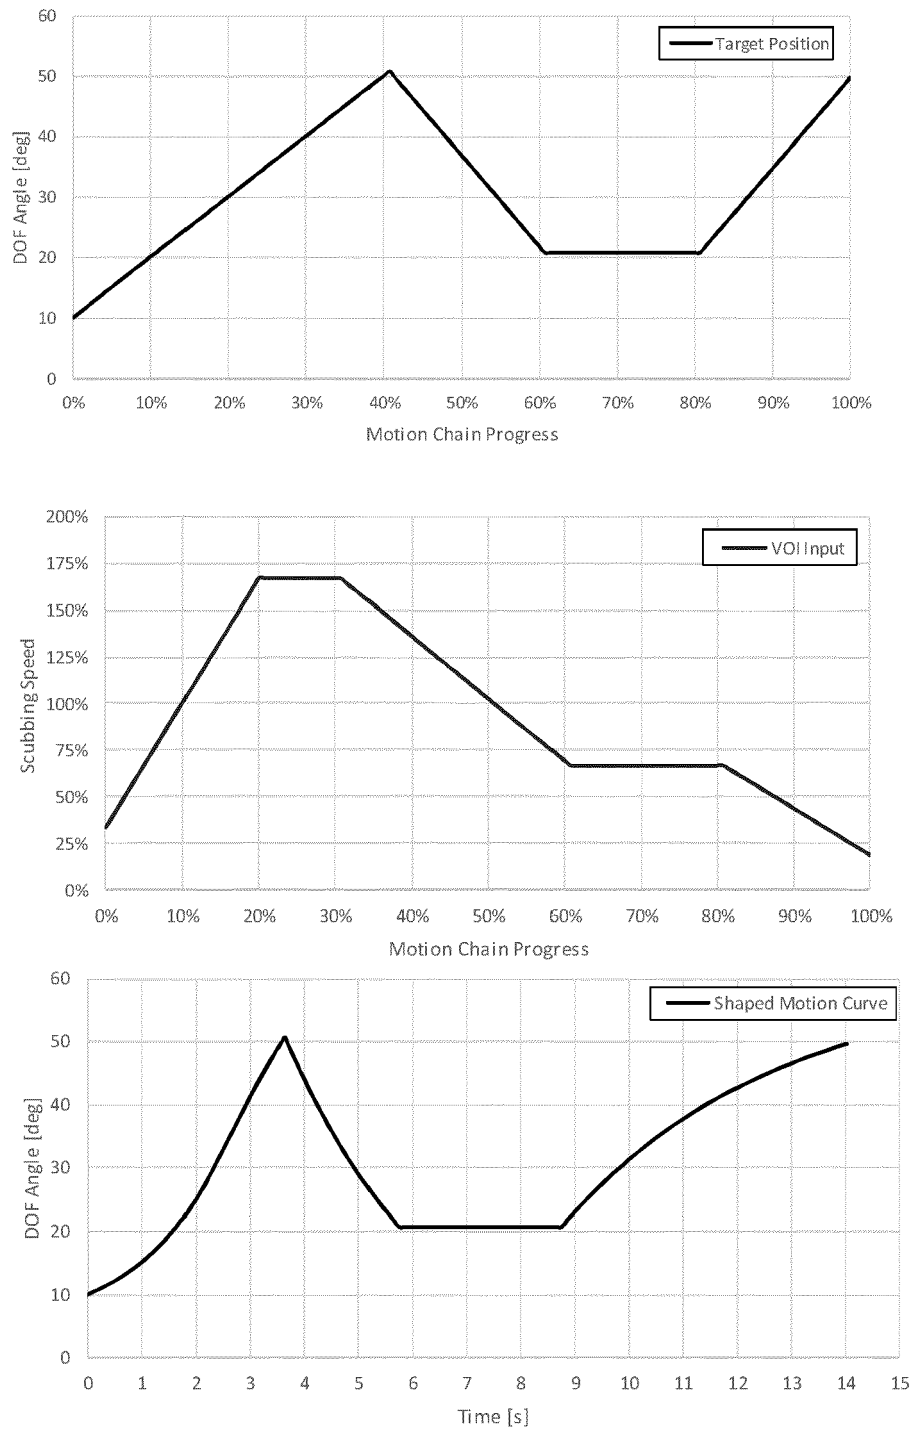 60
50
40
30
20
10
0
DOF Angle [deg]
Target Position
0% 10% 20% 30% 40% 50% 60% 70% 80% 90% 100%
Motion Chain Progress
200%
175%
150%
125%
100%
75%
50%
25%
0%
Scubbing Speed
VOI Input
0% 10% 20% 30% 40% 50% 60% 70% 80% 90% 100%
Motion Chain Progress
60
50
40
30
20
10
0
DOF Angle [deg]
Shaped Motion Curve
0 1 2 3 4 5 6 7 8 9 10 11 12 13 14 15
Time [s]